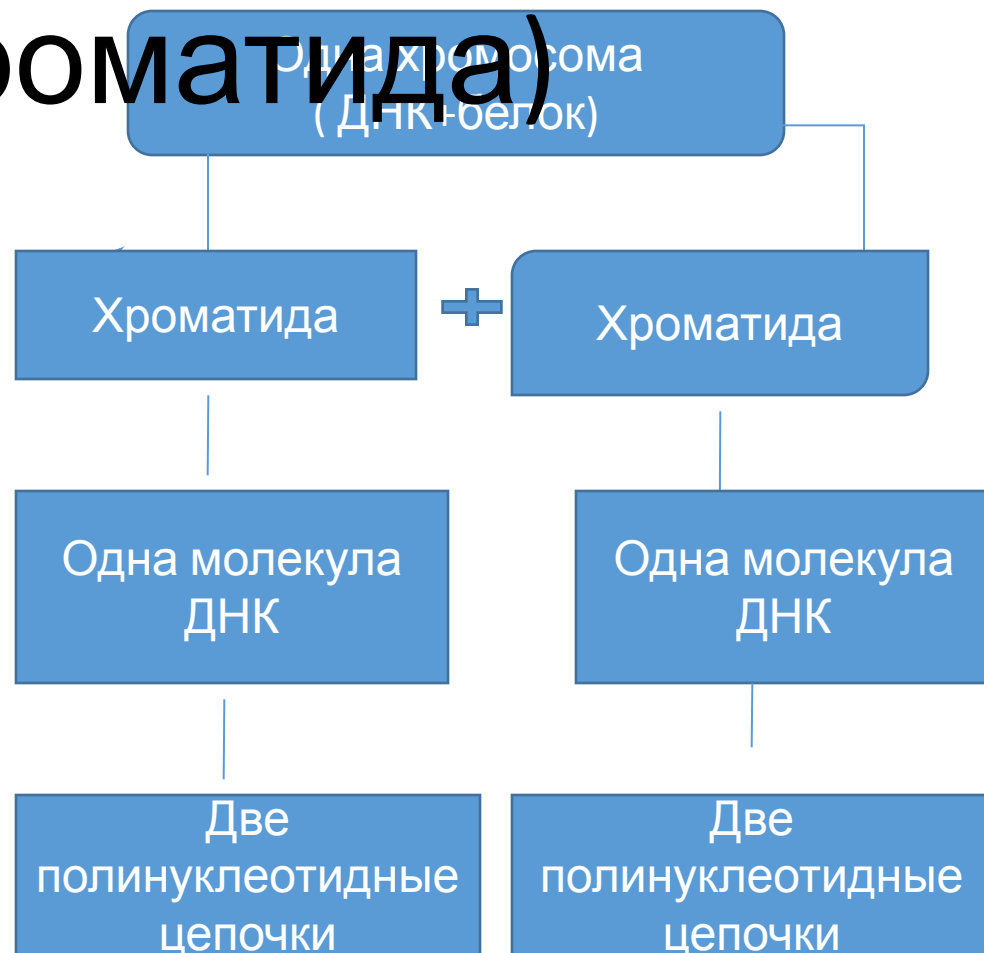 роматида)
Одна хромосома
( ДНК+белок)
Хроматида
Хроматида
Одна молекула
ДНК
Одна молекула
ДНК
Две
полинуклеотидные
цепочки
Две
полинуклеотидные
цепочки